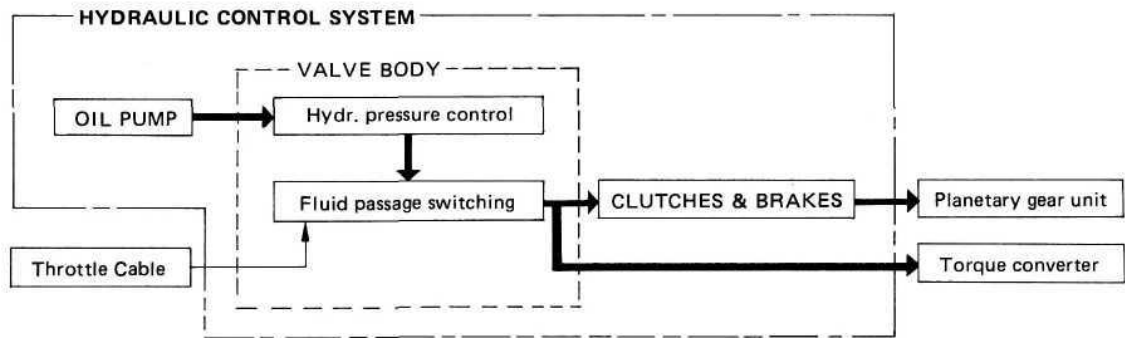 HYDRAULIC CONTROL SYSTEM
VALVE BODY
OIL PUMP
Hydr. pressure control
Fluid passage switching
CLUTCHES & BRAKES
Planetary gear unit
Throttle Cable
Torque converter